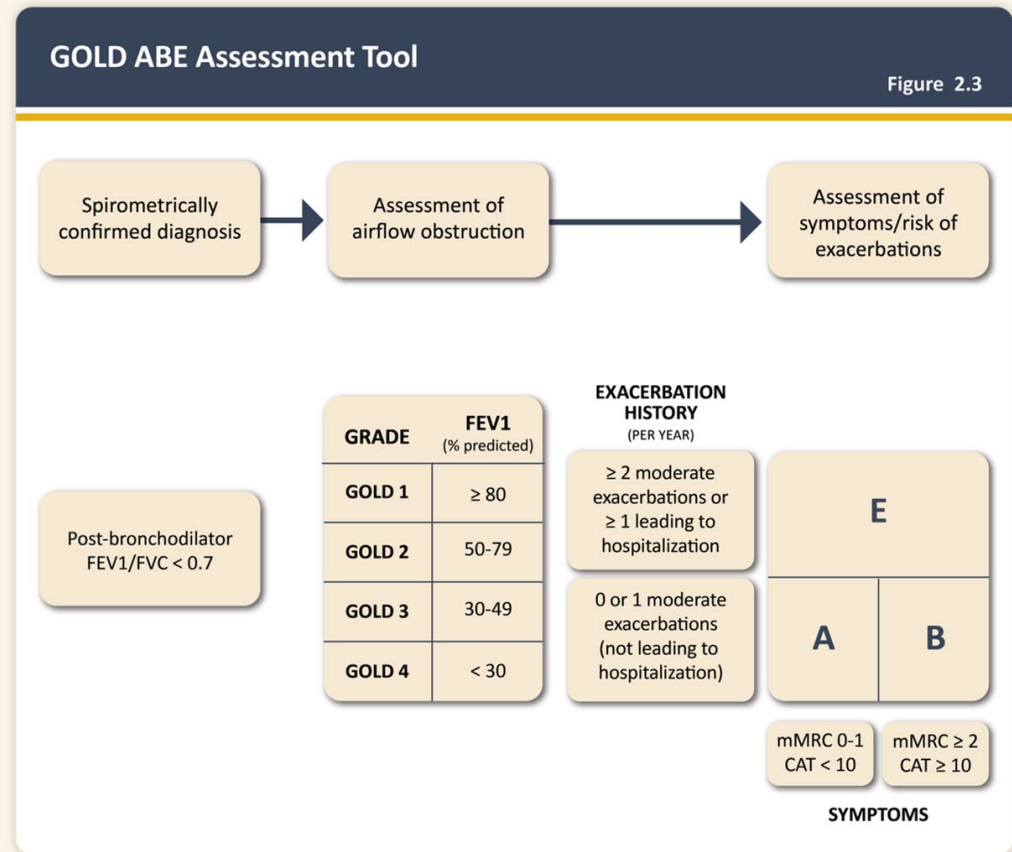 GOLD ABE Assessment Tool
Figure 2.3
Spirometrically
confirmed diagnosis
Assessment of
airflow obstruction
Assessment of
symptoms/risk of
exacerbations
Post-bronchodilator
FEV1/FVC < 0.7
GRADE
FEV1
(% predicted)
GOLD 1
≥ 80
GOLD 2
50-79
GOLD 3
30-49
GOLD 4
< 30
EXACERBATION
HISTORY
(PER YEAR)
≥ 2 moderate
exacerbations or
≥ 1 leading to
hospitalization
0 or 1 moderate
exacerbations
(not leading to
hospitalization)
E
A
B
mMRC 0-1
CAT < 10
mMRC ≥ 2
CAT ≥ 10
SYMPTOMS